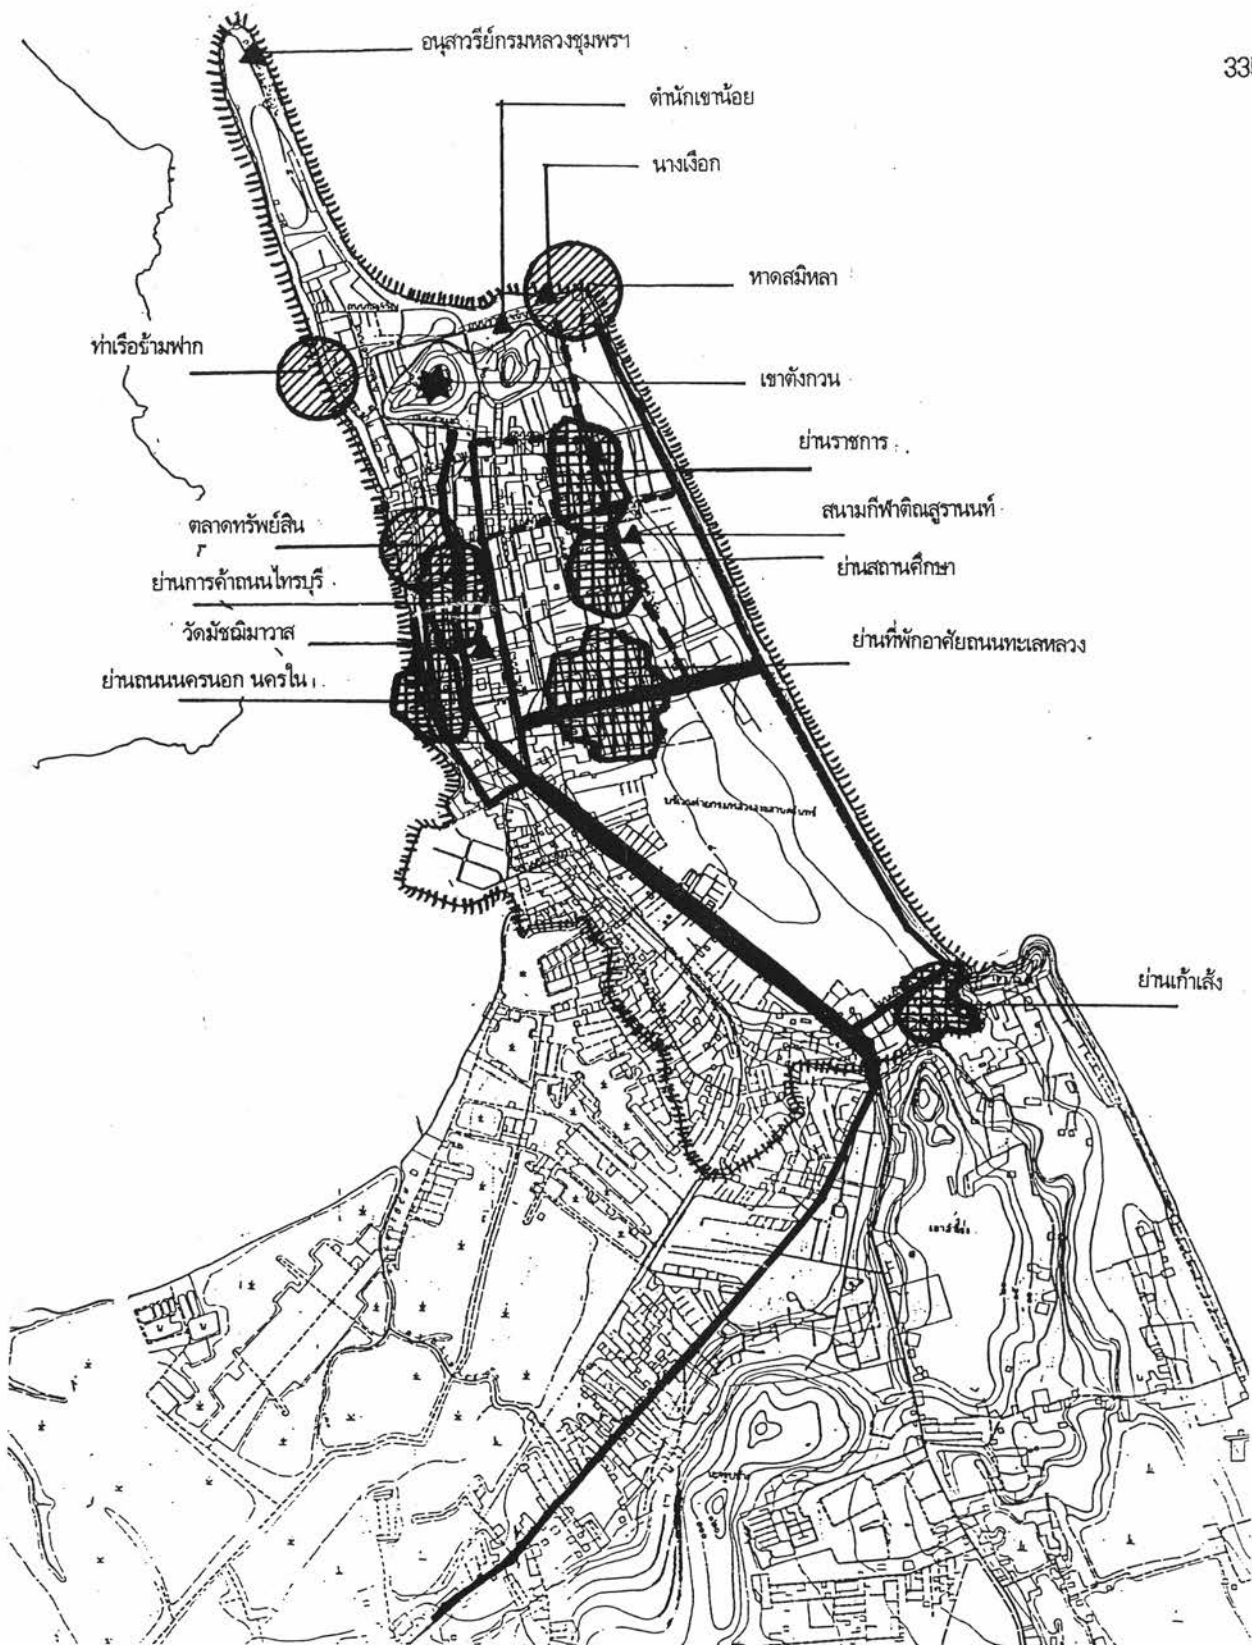 อนุสาวรีย์กรมหลวงชุมพรฯ
33
ตำนักเขาน้อย
นางเงือก
หาดสมิหลา
ท่าเรือข้ามฟาก
เขาตังกวน
ย่านราชการ
ตลาดทรัพย์สิน
สนามกีฬาติณสูรานนท์
ย่านการค้าถนนไทรบุรี
ย่านสถานศึกษา
วัดมัชฌิมาวาส
ย่านที่พักอาศัยถนนทะเลหลวง
ย่านถนนนครนอก นครใน
ย่านเก้าเส้ง